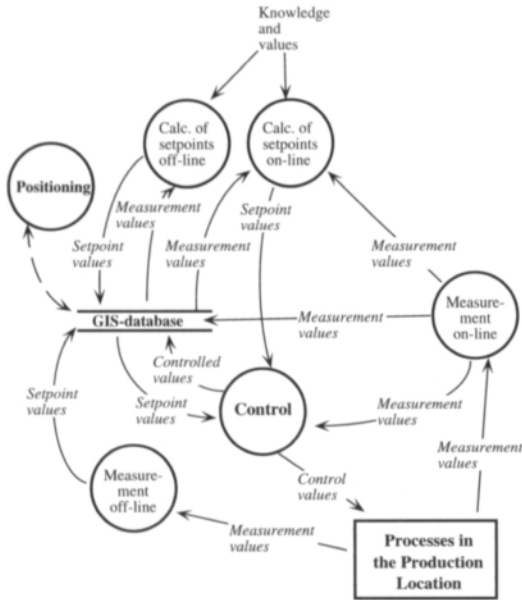 Knowledge
and
values
Calc. of
setpoints
off-line
Calc. of
setpoints
on-line
Positioning
Measurement
values
Setpoint
values
Setpoint
values
Measurement
values
Measurement
values
GIS-database
Measurement
values
Measure-
ment
on-line
Controlled
values
Setpoint
values
Setpoint
values
Control
Measurement
values
Measurement
values
Measure-
ment
off-line
Control
values
Measurement
values
Processes in
the Production
Location